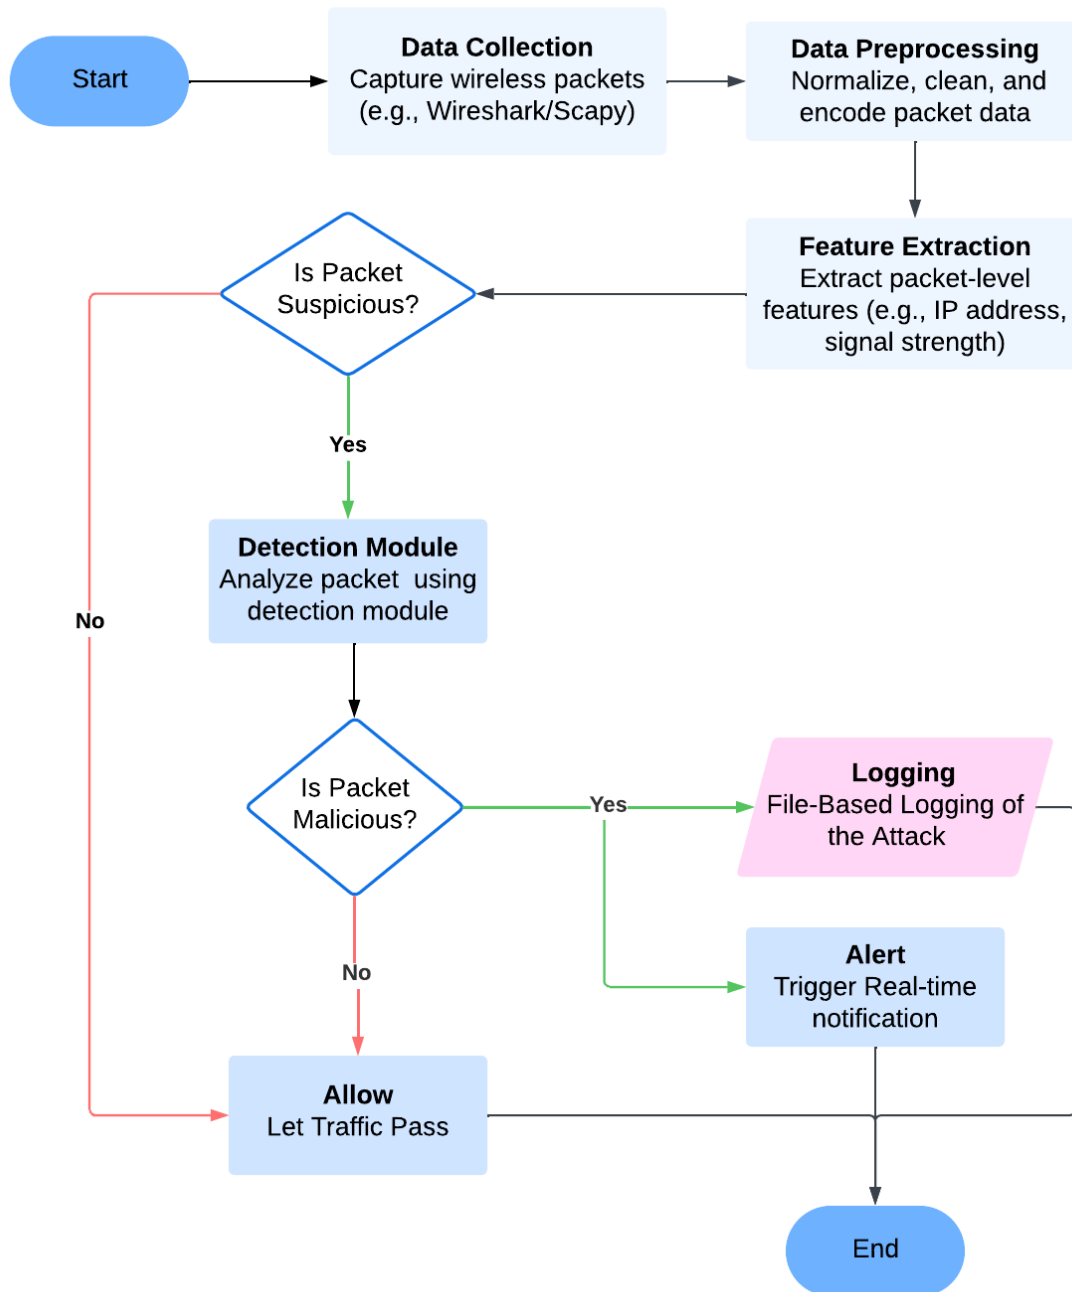 Start
Data Collection
Capture wireless packets
(e.g., Wireshark/Scapy)
Data Preprocessing
Normalize, clean, and
encode packet data
Feature Extraction
Extract packet-level
features (e.g., IP address,
signal strength)
Is Packet
Suspicious?
Yes
No
Detection Module
Analyze packet  using
detection module
Is Packet
Malicious?
Yes
No
Logging
File-Based Logging of
the Attack
Alert
Trigger Real-time
notification
Allow
Let Traffic Pass
End